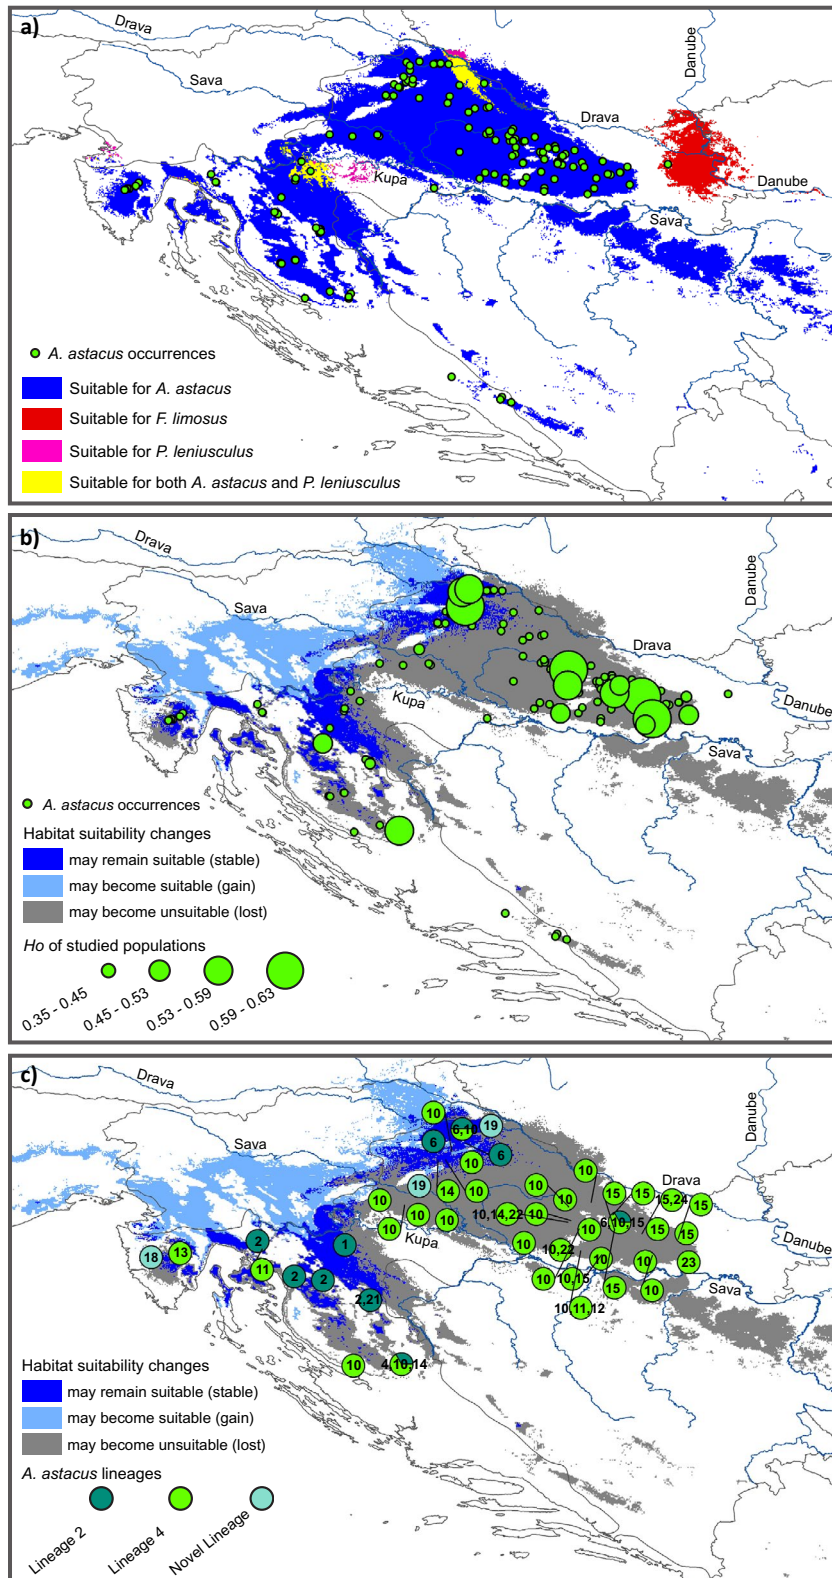 a)
Drava
Sava
Danube
Drava
Kupa
Danube
Sava
A. astacus occurrences
Suitable for A. astacus
Suitable for F. limosus
Suitable for P. leniusculus
Suitable for both A. astacus and P. leniusculus
b)
Drava
Sava
Danube
Drava
Kupa
Danube
Sava
A. astacus occurrences
Habitat suitability changes
may remain suitable (stable)
may become suitable (gain)
may become unsuitable (lost)
Ho of studied populations
0.35 - 0.45
0.45 - 0.53
0.53 - 0.59
0.59 - 0.63
c)
Drava
Sava
Danube
10
6,10
19
6
6
10
10
Drava
19
14
10
10
10
15
15
15,24
15
10
10
10
10,14,22
10
6,10,15
15
15
10
Kupa
10
2
1
10
10,22
10
10
23
Danube
18
13
11
2
2
10
10,15
15
10
Sava
2,21
10,11,12
10
4,10,14
Habitat suitability changes
may remain suitable (stable)
may become suitable (gain)
may become unsuitable (lost)
A. astacus lineages
Lineage 2
Lineage 4
Novel Lineage